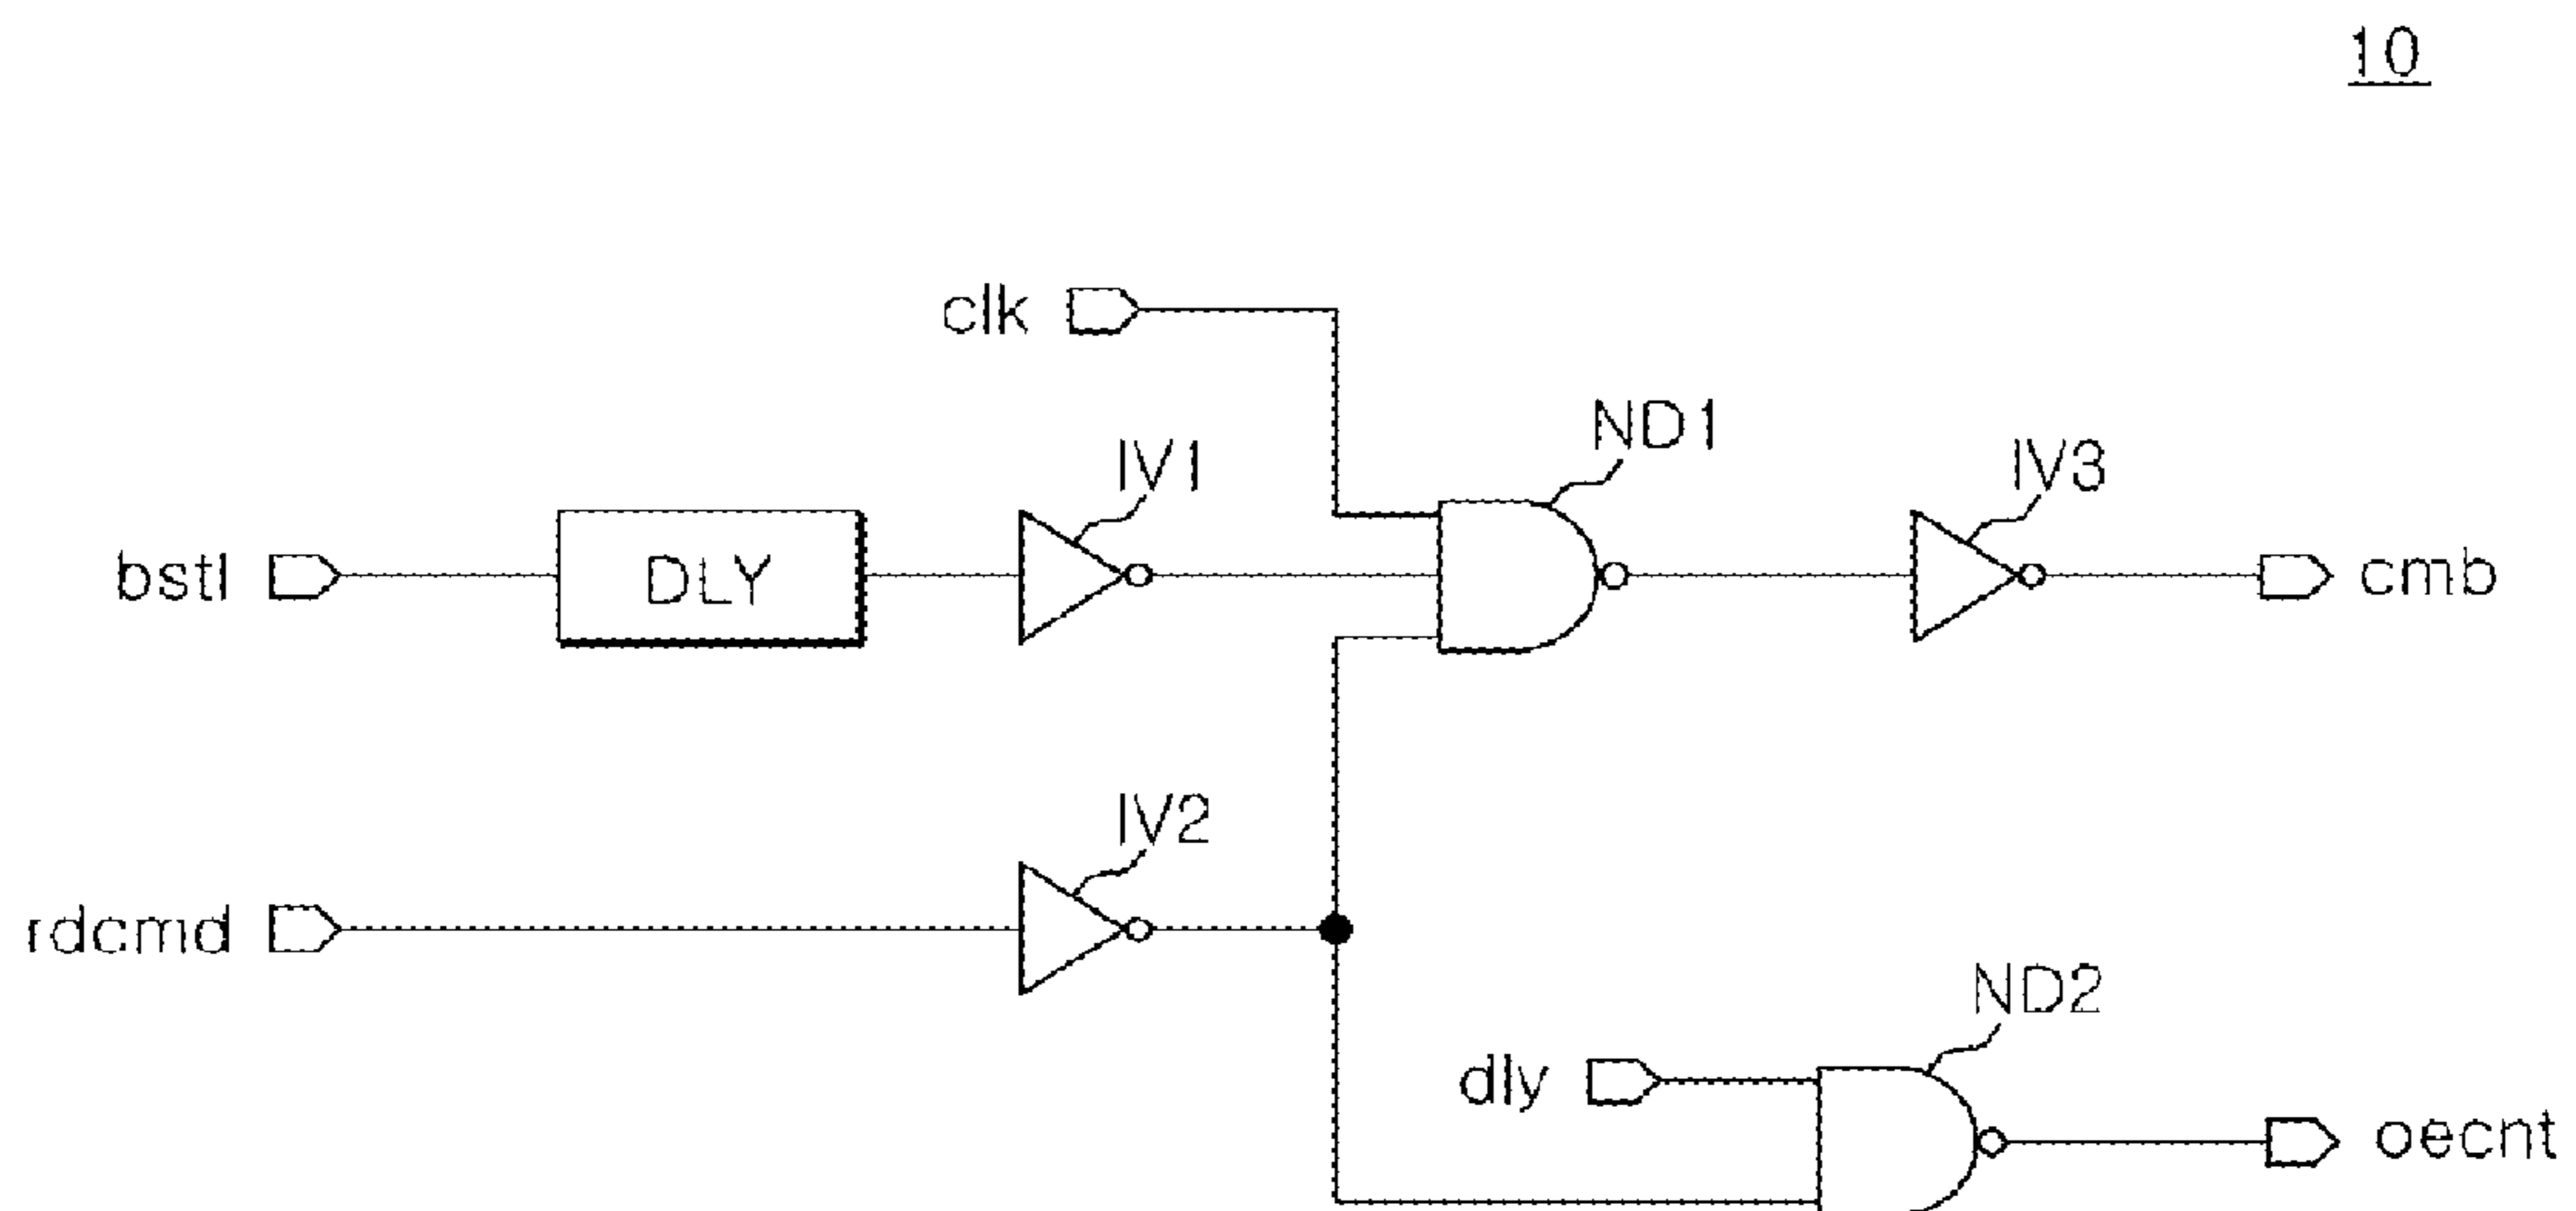 10
clk
ND1
IV1
IV3
bstl
DLY
cmb
IV2
rdcmd
ND2
dly
oecnt